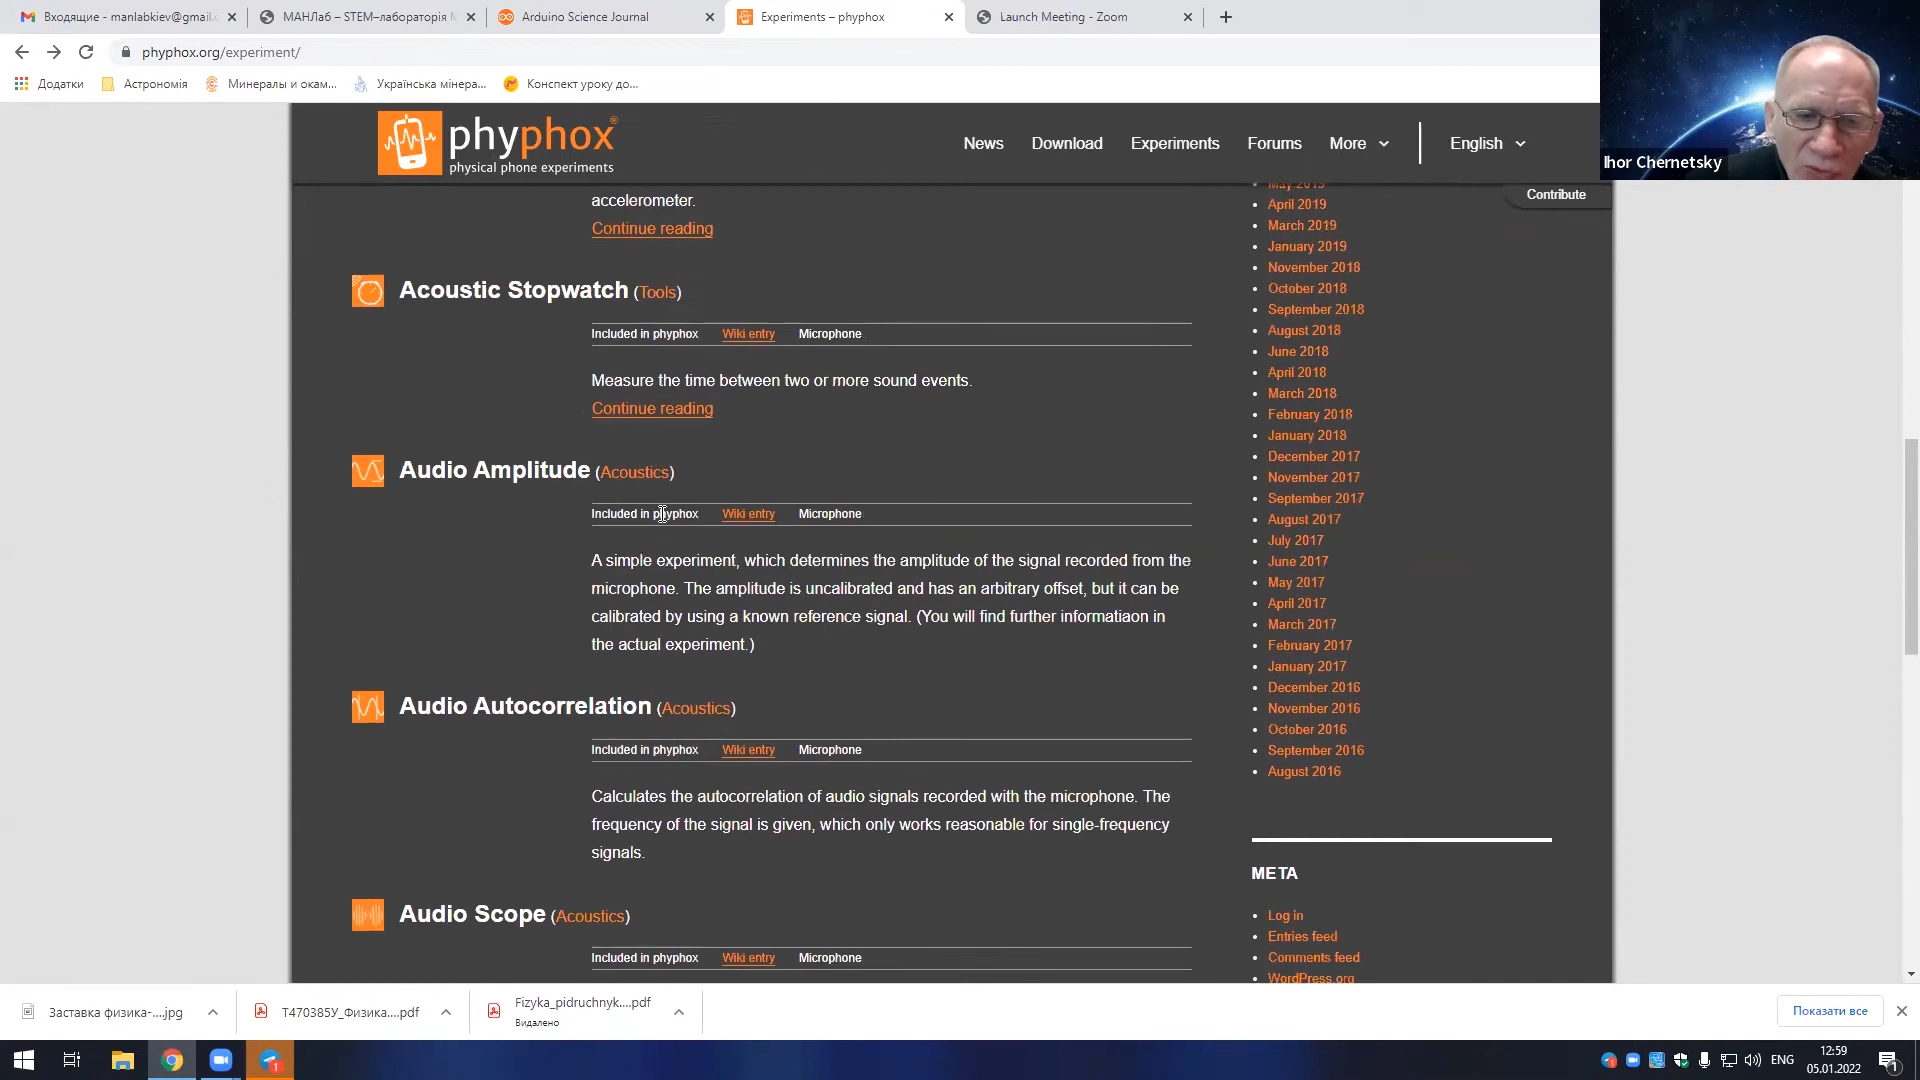 Входящие - manlabkiev@gmail.c
МАНЛаб – STEM–лабораторія М
Arduino Science Journal
Experiments – phyphox
Launch Meeting - Zoom
phyphox.org/experiment/
Додатки
Астрономія
Минералы и окам...
Українська мінера...
Конспект уроку до...
phyphox®
physical phone experiments
News
Download
Experiments
Forums
More
English
Ihor Chernetsky
Contribute
accelerometer.
Continue reading
Acoustic Stopwatch (Tools)
Included in phyphox Wiki entry Microphone
Measure the time between two or more sound events.
Continue reading
Audio Amplitude (Acoustics)
Included in phyphox Wiki entry Microphone
A simple experiment, which determines the amplitude of the signal recorded from the
microphone. The amplitude is uncalibrated and has an arbitrary offset, but it can be
calibrated by using a known reference signal. (You will find further informatiaon in
the actual experiment.)
Audio Autocorrelation (Acoustics)
Included in phyphox Wiki entry Microphone
Calculates the autocorrelation of audio signals recorded with the microphone. The
frequency of the signal is given, which only works reasonable for single-frequency
signals.
Audio Scope (Acoustics)
Included in phyphox Wiki entry Microphone
May 2019
April 2019
March 2019
January 2019
November 2018
October 2018
September 2018
August 2018
June 2018
April 2018
March 2018
February 2018
January 2018
December 2017
November 2017
September 2017
August 2017
July 2017
June 2017
May 2017
April 2017
March 2017
February 2017
January 2017
December 2016
November 2016
October 2016
September 2016
August 2016
META
Log in
Entries feed
Comments feed
WordPress.org
Заставка физика-....jpg
Т470385У_Физика....pdf
Fizyka_pidruchnyk....pdf
Видалено
Показати все
ENG
12:59
05.01.2022